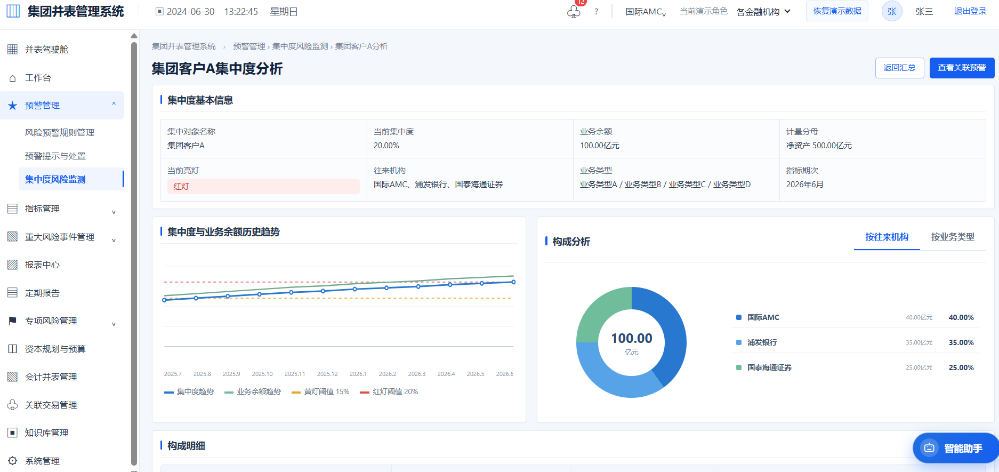 集团并表管理系统
2024-06-30 13:22:45 星期日
12
?
国际AMC
当前演示角色 各金融机构
恢复演示数据
张
张三
退出登录
并表驾驶舱
工作台
预警管理
风险预警规则管理
预警提示与处置
集中度风险监测
指标管理
重大风险事件管理
报表中心
定期报告
专项风险管理
资本规划与预算
会计并表管理
关联交易管理
知识库管理
系统管理
集团并表管理系统 › 预警管理 › 集中度风险监测 › 集团客户A分析
集团客户A集中度分析
返回汇总
查看关联预警
集中度基本信息
集中对象名称
集团客户A
当前集中度
20.00%
业务余额
100.00亿元
计量分母
净资产 500.00亿元
当前亮灯
红灯
往来机构
国际AMC、浦发银行、国泰海通证券
业务类型
业务类型A / 业务类型B / 业务类型C / 业务类型D
指标期次
2026年6月
集中度与业务余额历史趋势
2025.7 2025.8 2025.9 2025.10 2025.11 2025.12 2026.1 2026.2 2026.3 2026.4 2026.5 2026.6
集中度趋势 业务余额趋势 黄灯阈值 15% 红灯阈值 20%
构成分析
按往来机构 按业务类型
100.00
亿元
国际AMC 40.00亿元 40.00%
浦发银行 35.00亿元 35.00%
国泰海通证券 25.00亿元 25.00%
构成明细
智能助手